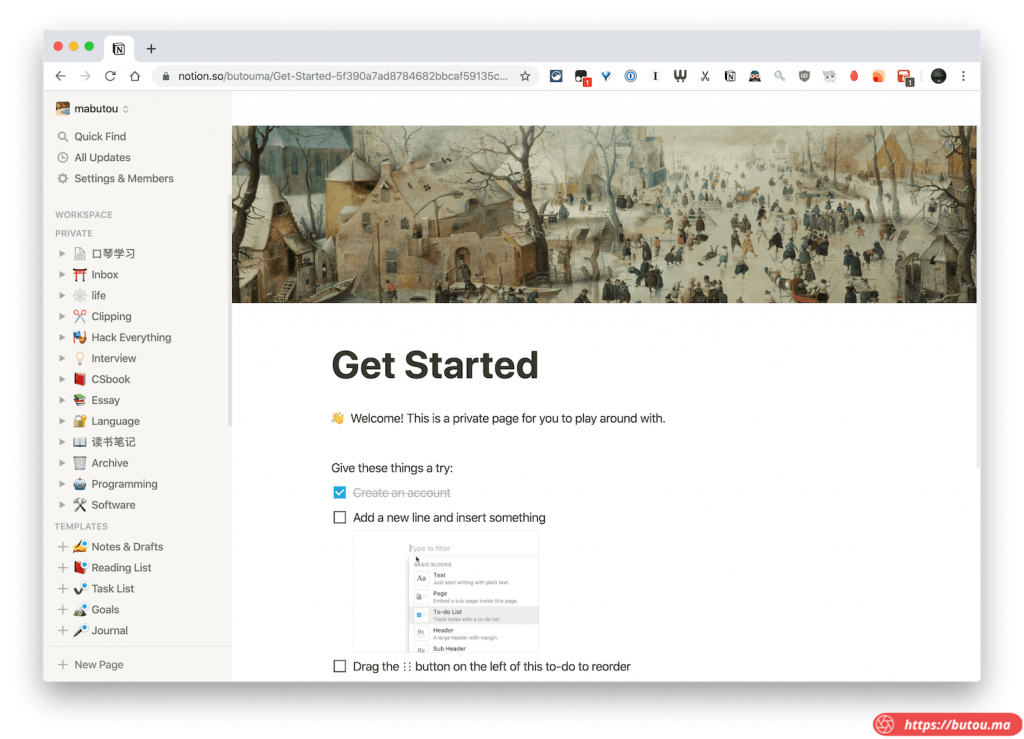 notion.so/butouma/Get-Started-5f390a7ad8784682bbcaf59135c...
1
1
mabutou
Quick Find
All Updates
Settings & Members
WORKSPACE
PRIVATE
口琴学习
Inbox
life
Clipping
Hack Everything
Interview
CSbook
Essay
Language
读书笔记
Archive
Programming
Software
TEMPLATES
Notes & Drafts
Reading List
Task List
Goals
Journal
New Page
Get Started
Welcome! This is a private page for you to play around with.
Give these things a try:
Create an account
Add a new line and insert something
Type to filter
BASIC BLOCKS
Aa Text
Just start writing with plain text.
Page
Embed a sub-page inside this page.
To-do List
Track tasks with a to-do list.
Header
A large header with margin.
Sub Header
Drag the ⋮⋮ button on the left of this to-do to reorder
https://butou.ma